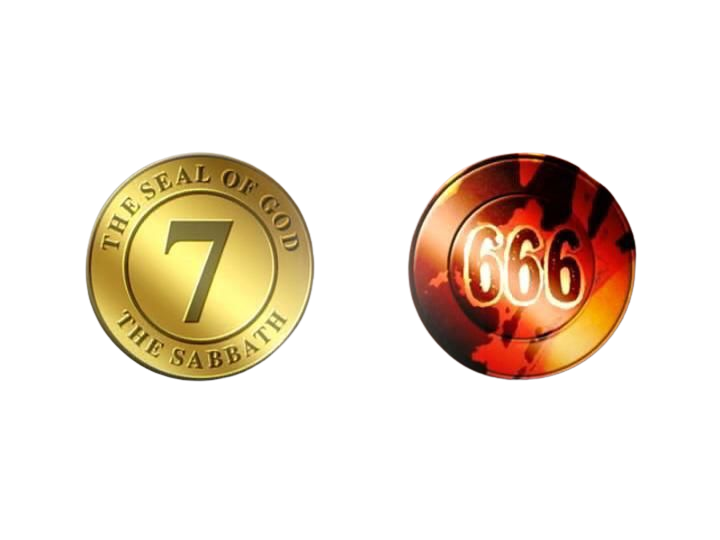 THE SEAL OF GOD
7
THE SABBATH
666